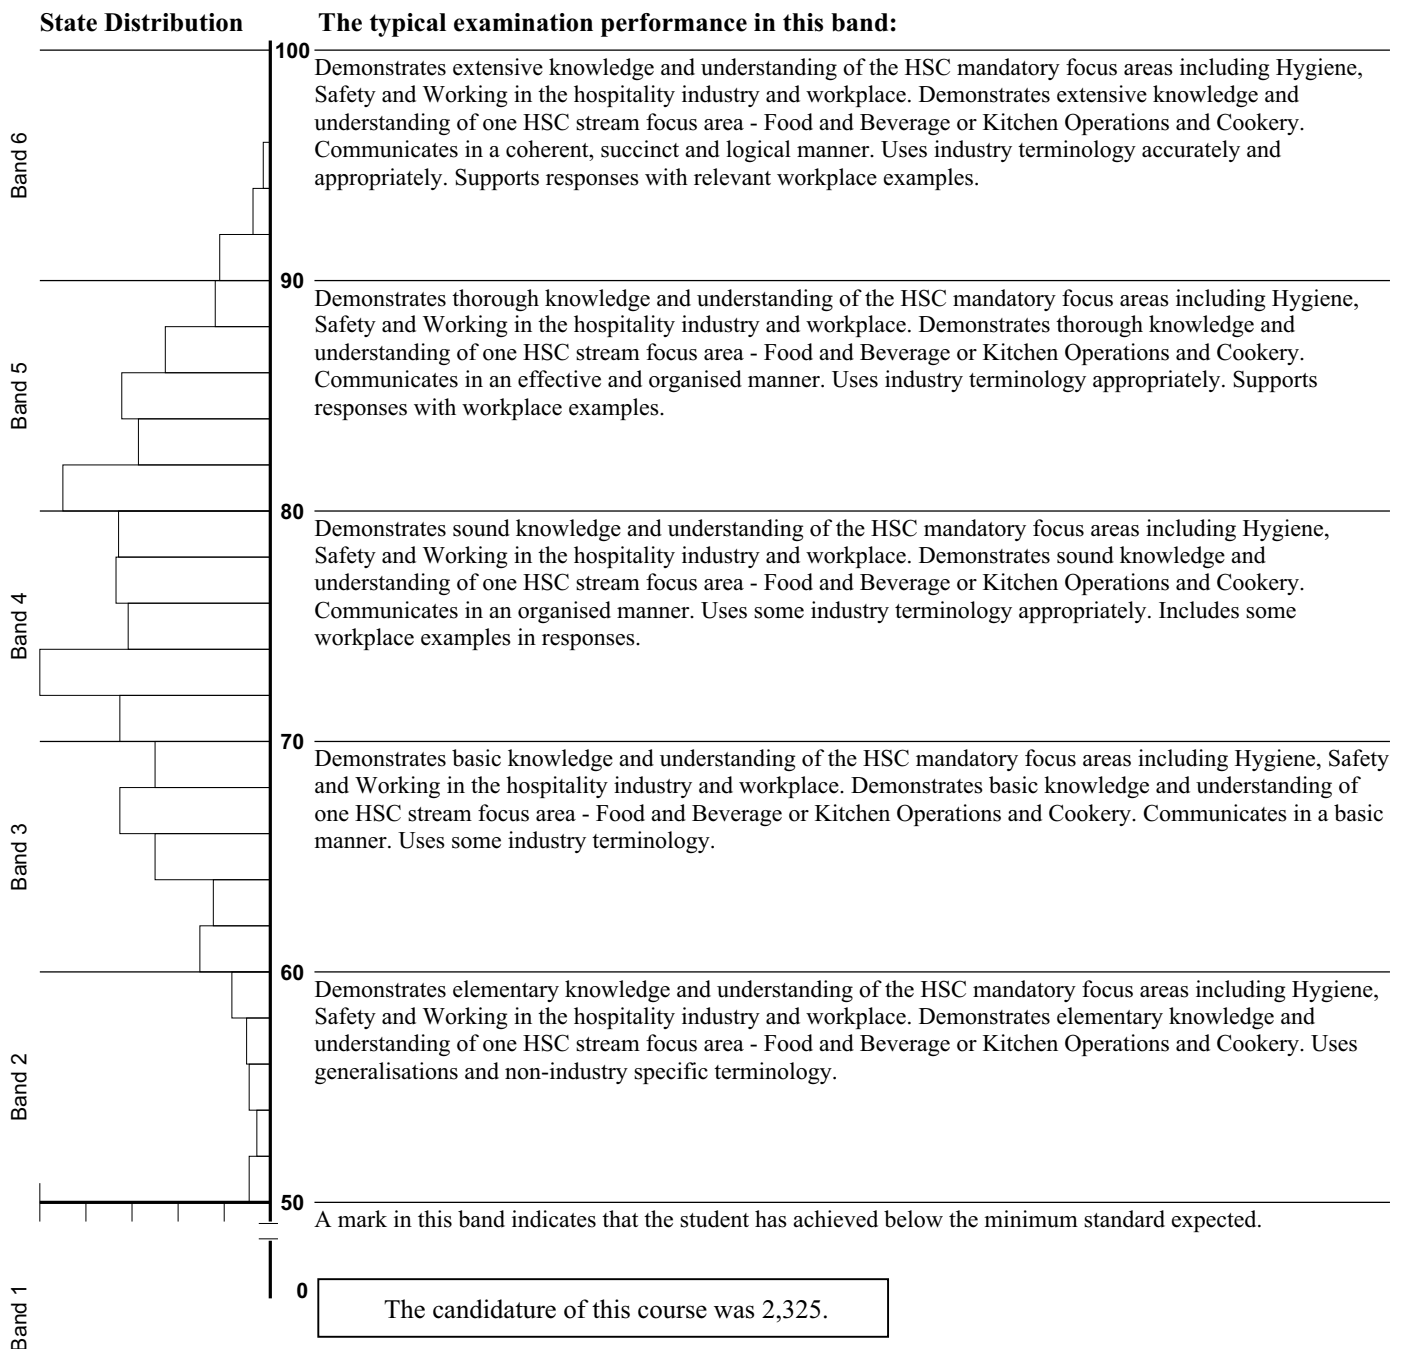 State Distribution
The typical examination performance in this band:
100
Demonstrates extensive knowledge and understanding of the HSC mandatory focus areas including Hygiene,
Safety and Working in the hospitality industry and workplace. Demonstrates extensive knowledge and
understanding of one HSC stream focus area - Food and Beverage or Kitchen Operations and Cookery.
Communicates in a coherent, succinct and logical manner. Uses industry terminology accurately and
appropriately. Supports responses with relevant workplace examples.
Band 6
90
Demonstrates thorough knowledge and understanding of the HSC mandatory focus areas including Hygiene,
Safety and Working in the hospitality industry and workplace. Demonstrates thorough knowledge and
understanding of one HSC stream focus area - Food and Beverage or Kitchen Operations and Cookery.
Communicates in an effective and organised manner. Uses industry terminology appropriately. Supports
responses with workplace examples.
Band 5
80
Demonstrates sound knowledge and understanding of the HSC mandatory focus areas including Hygiene,
Safety and Working in the hospitality industry and workplace. Demonstrates sound knowledge and
understanding of one HSC stream focus area - Food and Beverage or Kitchen Operations and Cookery.
Communicates in an organised manner. Uses some industry terminology appropriately. Includes some
workplace examples in responses.
Band 4
70
Demonstrates basic knowledge and understanding of the HSC mandatory focus areas including Hygiene, Safety
and Working in the hospitality industry and workplace. Demonstrates basic knowledge and understanding of
one HSC stream focus area - Food and Beverage or Kitchen Operations and Cookery. Communicates in a basic
manner. Uses some industry terminology.
Band 3
60
Demonstrates elementary knowledge and understanding of the HSC mandatory focus areas including Hygiene,
Safety and Working in the hospitality industry and workplace. Demonstrates elementary knowledge and
understanding of one HSC stream focus area - Food and Beverage or Kitchen Operations and Cookery. Uses
generalisations and non-industry specific terminology.
Band 2
50
A mark in this band indicates that the student has achieved below the minimum standard expected.
0
Band 1
The candidature of this course was 2,325.